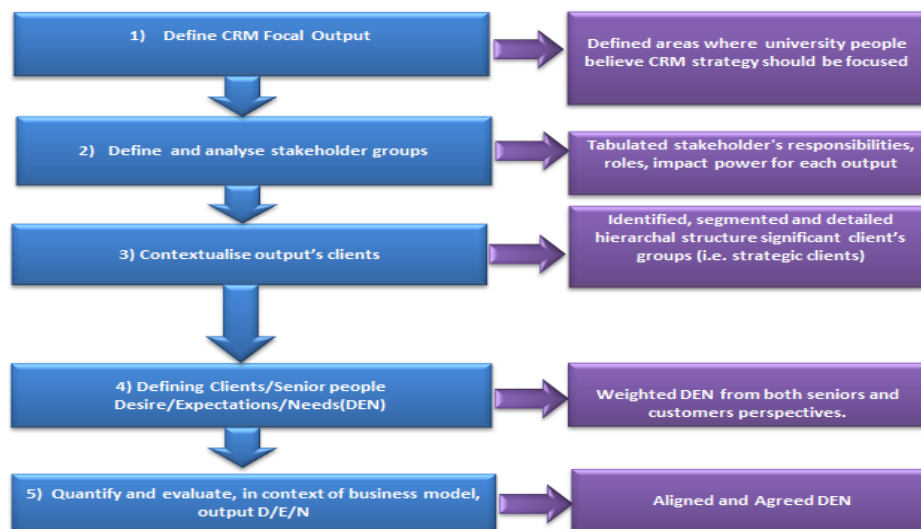 1) Define CRM Focal Output
Defined areas where university people
believe CRM strategy should be focused
2) Define and analyse stakeholder groups
Tabulated stakeholder's responsibilities,
roles, impact power for each output
3) Contextualise output's clients
Identified, segmented and detailed
hierarchal structure significant client's
groups (i.e. strategic clients)
4) Defining Clients/Senior people
Desire/Expectations/Needs(DEN)
Weighted DEN from both seniors and
customers perspectives.
5) Quantify and evaluate, in context of business model,
output D/E/N
Aligned and Agreed DEN